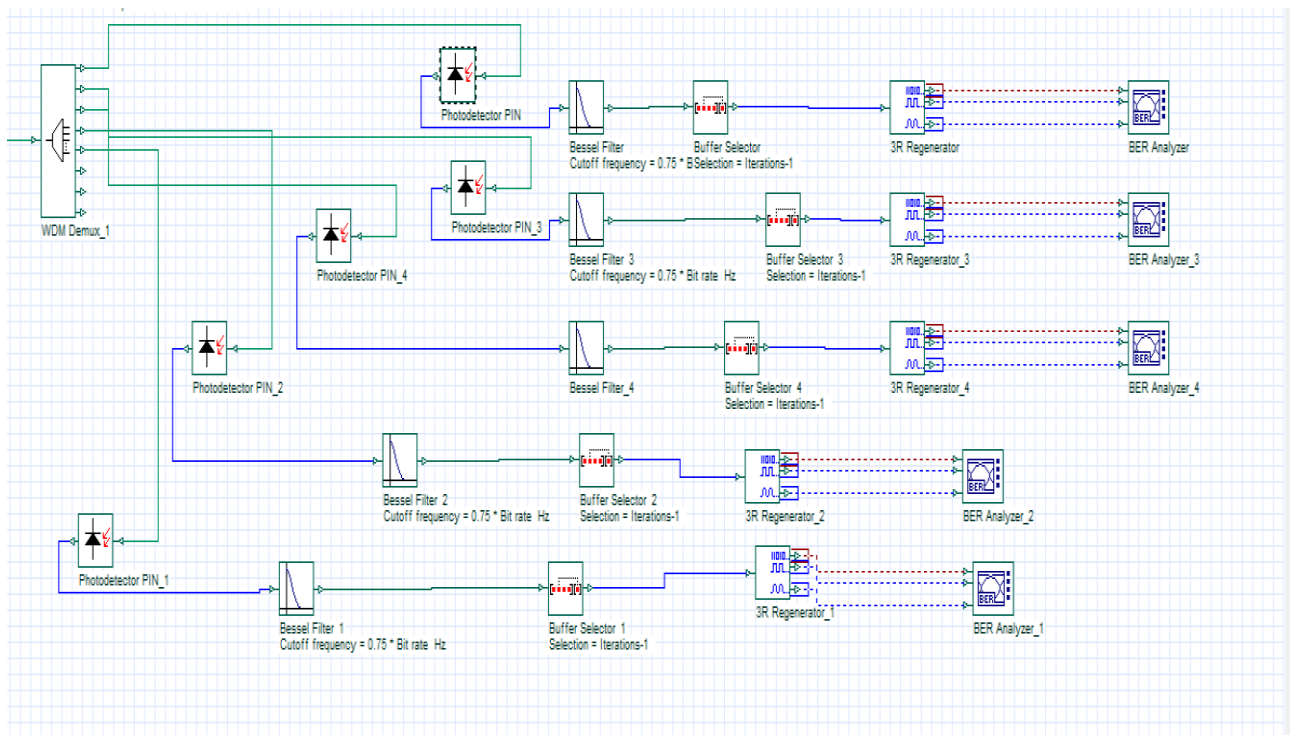 Photodetector PIN
Bessel Filter
Cutoff frequency = 0.75 * B
Buffer Selector
Selection = Iterations-1
3R Regenerator
BER
BER Analyzer
WDM Demux_1
Photodetector PIN_3
Bessel Filter 3
Cutoff frequency = 0.75 * Bit rate Hz
Buffer Selector 3
Selection = Iterations-1
3R Regenerator_3
BER
BER Analyzer_3
Photodetector PIN_4
Bessel Filter_4
Buffer Selector 4
Selection = Iterations-1
3R Regenerator_4
BER
BER Analyzer_4
Photodetector PIN_2
Bessel Filter 2
Cutoff frequency = 0.75 * Bit rate Hz
Buffer Selector 2
Selection = Iterations-1
3R Regenerator_2
BER
BER Analyzer_2
Photodetector PIN_1
Bessel Filter 1
Cutoff frequency = 0.75 * Bit rate Hz
Buffer Selector 1
Selection = Iterations-1
3R Regenerator_1
BER
BER Analyzer_1